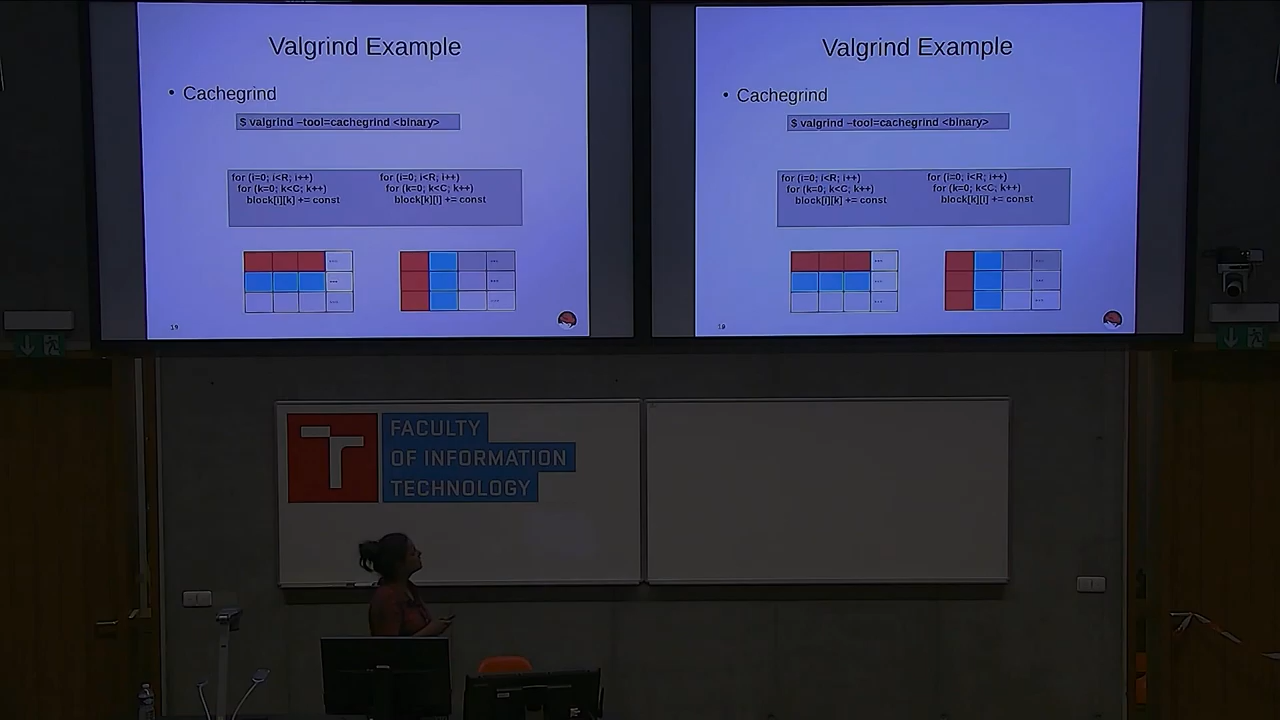 Valgrind Example
• Cachegrind
$ valgrind –tool=cachegrind <binary>
for (i=0; i<R; i++)
for (k=0; k<C; k++)
block[i][k] += const
for (i=0; i<R; i++)
for (k=0; k<C; k++)
block[k][i] += const
...
...
...
...
...
...
19
Valgrind Example
• Cachegrind
$ valgrind –tool=cachegrind <binary>
for (i=0; i<R; i++)
for (k=0; k<C; k++)
block[i][k] += const
for (i=0; i<R; i++)
for (k=0; k<C; k++)
block[k][i] += const
...
...
...
...
...
...
19
T
FACULTY
OF INFORMATION
TECHNOLOGY